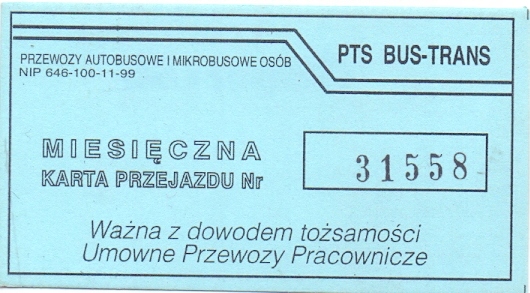 PRZEWOZY AUTOBUSOWE I MIKROBUSOWE OSÓB
NIP 646-100-11-99
PTS BUS-TRANS
MIESIĘCZNA
KARTA PRZEJAZDU Nr
31558
Ważna z dowodem tożsamości
Umowne Przewozy Pracownicze